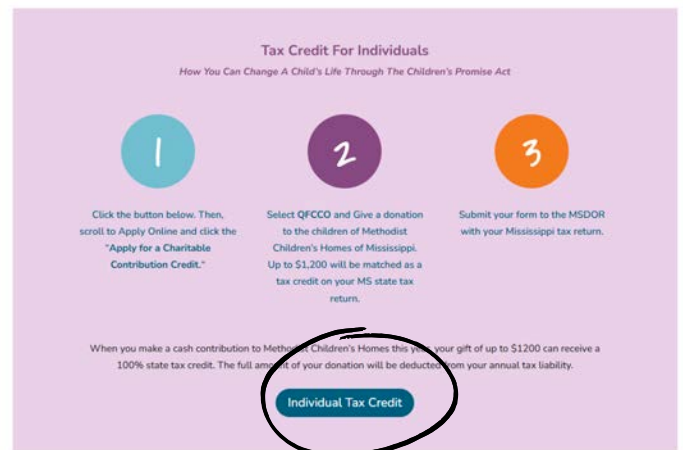 Tax Credit For Individuals
How You Can Change A Child's Life Through The Children's Promise Act
1
2
3
Click the button below. Then,
scroll to Apply Online and click the
"Apply for a Charitable
Contribution Credit."
Select QFCCO and Give a donation
to the children of Methodist
Children's Homes of Mississippi.
Up to $1,200 will be matched as a
tax credit on your MS state tax
return.
Submit your form to the MSDOR
with your Mississippi tax return.
When you make a cash contribution to Methodist Children's Homes this year, your gift of up to $1200 can receive a
100% state tax credit. The full amount of your donation will be deducted from your annual tax liability.
Individual Tax Credit